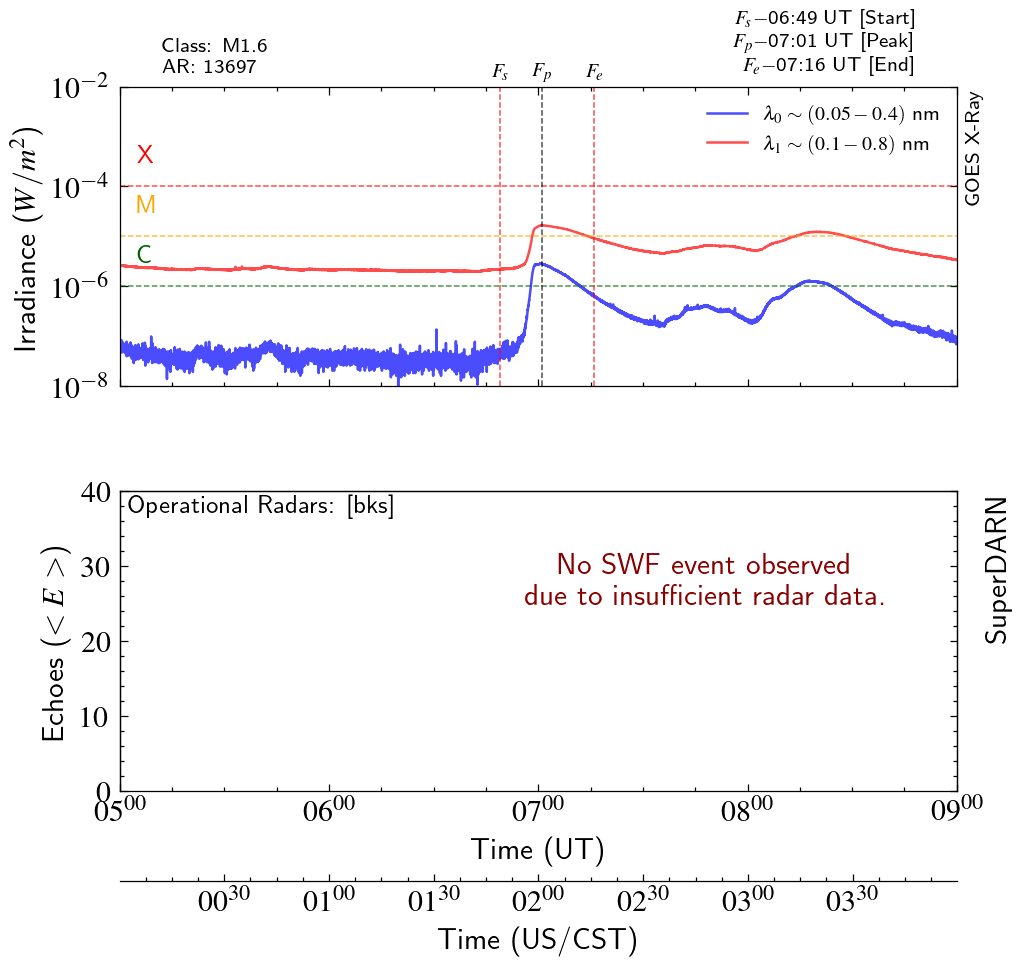 Class: M1.6
AR: 13697
Fₛ−06:49 UT [Start]
Fₚ−07:01 UT [Peak]
Fₑ−07:16 UT [End]
Fₛ Fₚ Fₑ
10⁻²
10⁻⁴
10⁻⁶
10⁻⁸
Irradiance (W/m²)
X
M
C
λ₀ ∼ (0.05 − 0.4) nm
λ₁ ∼ (0.1 − 0.8) nm
GOES X-Ray
40
30
20
10
0
Echoes (< E >)
Operational Radars: [bks]
No SWF event observed
due to insufficient radar data.
SuperDARN
05⁰⁰ 06⁰⁰ 07⁰⁰ 08⁰⁰ 09⁰⁰
Time (UT)
00³⁰ 01⁰⁰ 01³⁰ 02⁰⁰ 02³⁰ 03⁰⁰ 03³⁰
Time (US/CST)